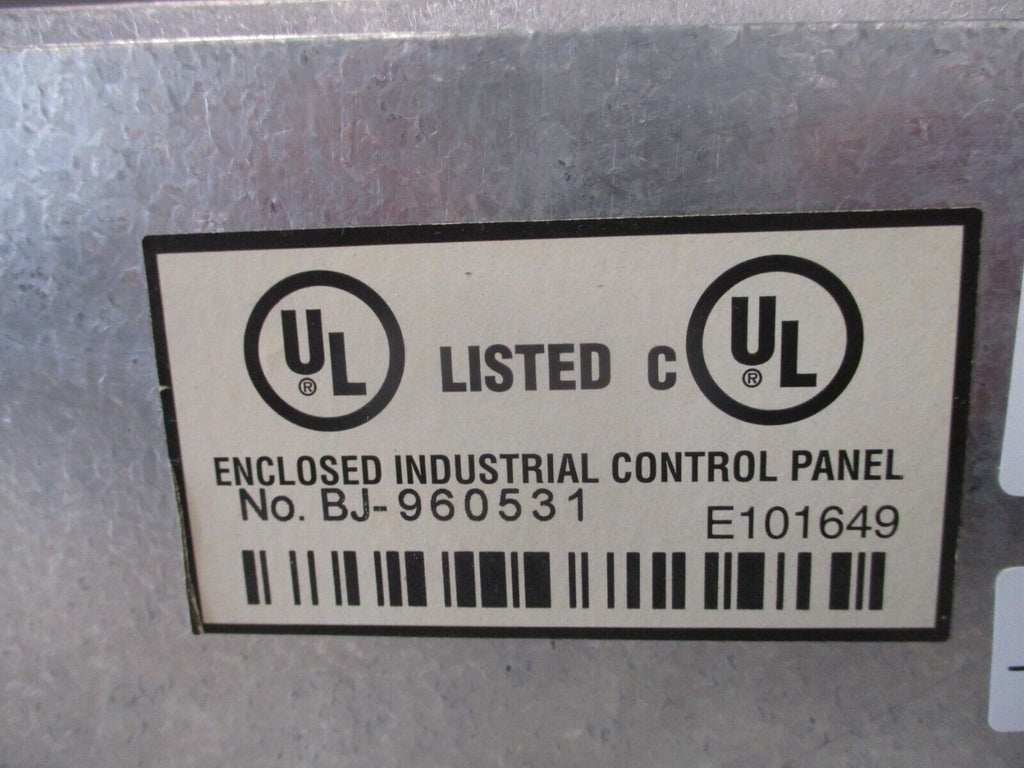 UL® LISTED C UL®
ENCLOSED INDUSTRIAL CONTROL PANEL
No. BJ-960531 E101649